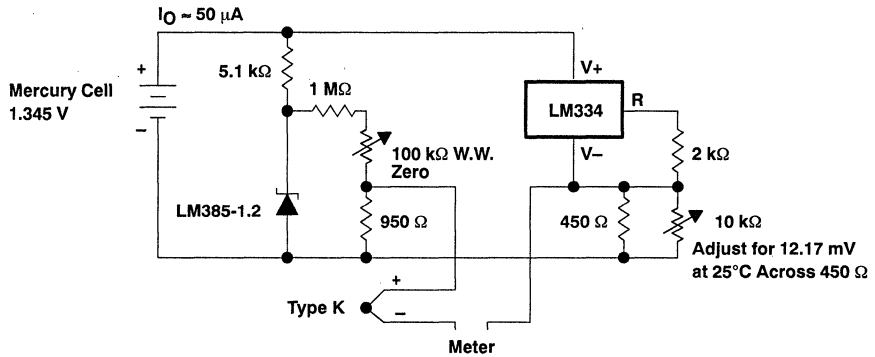 IO ≈ 50 µA
Mercury Cell
1.345 V
+
–
5.1 kΩ
1 MΩ
100 kΩ W.W.
Zero
LM385-1.2
950 Ω
V+
LM334
R
V–
2 kΩ
450 Ω
10 kΩ
Adjust for 12.17 mV
at 25°C Across 450 Ω
Type K
+
–
Meter